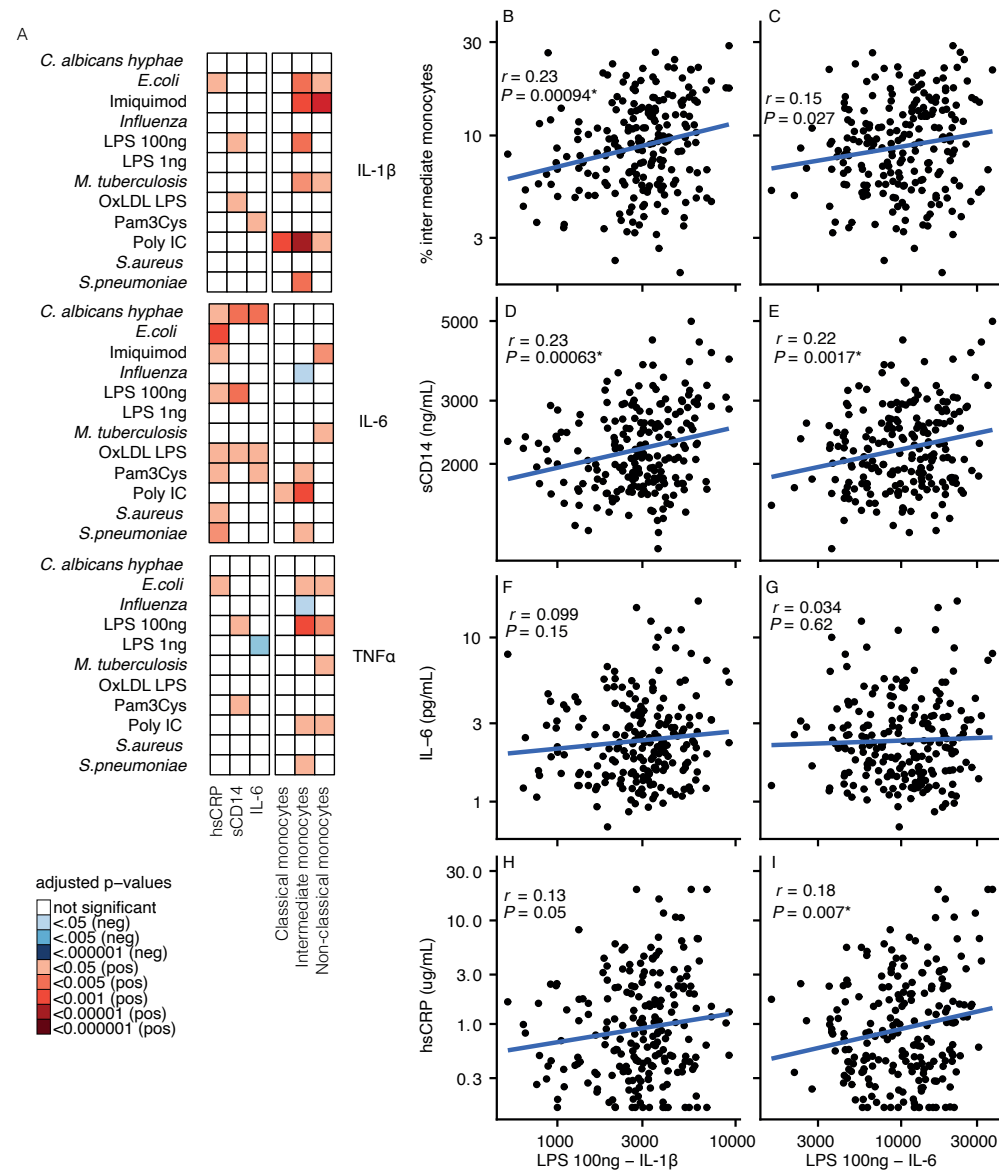 A
C. albicans hyphae
E.coli
Imiquimod
Influenza
LPS 100ng
LPS 1ng
M. tuberculosis
OxLDL LPS
Pam3Cys
Poly IC
S.aureus
S.pneumoniae
IL-1β
C. albicans hyphae
E.coli
Imiquimod
Influenza
LPS 100ng
LPS 1ng
M. tuberculosis
OxLDL LPS
Pam3Cys
Poly IC
S.aureus
S.pneumoniae
IL-6
C. albicans hyphae
E.coli
Influenza
LPS 100ng
LPS 1ng
M. tuberculosis
OxLDL LPS
Pam3Cys
Poly IC
S.aureus
S.pneumoniae
TNFα
hsCRP
sCD14
IL-6
Classical monocytes
Intermediate monocytes
Non-classical monocytes
adjusted p−values
not significant
<.05 (neg)
<.005 (neg)
<.000001 (neg)
<0.05 (pos)
<0.005 (pos)
<0.001 (pos)
<0.00001 (pos)
<0.000001 (pos)
B
r = 0.23
P = 0.00094*
30
10
3
% inter mediate monocytes
C
r = 0.15
P = 0.027
D
r = 0.23
P = 0.00063*
5000
3000
2000
sCD14 (ng/mL)
E
r = 0.22
P = 0.0017*
F
r = 0.099
P = 0.15
10
3
1
IL−6 (pg/mL)
G
r = 0.034
P = 0.62
H
r = 0.13
P = 0.05
30. 0
10.0
3.0
1.0
0.3
hsCRP (ug/mL)
1000
3000
10000
LPS 100ng − IL-1β
I
r = 0.18
P = 0.007*
3000
10000
30000
LPS 100ng − IL-6